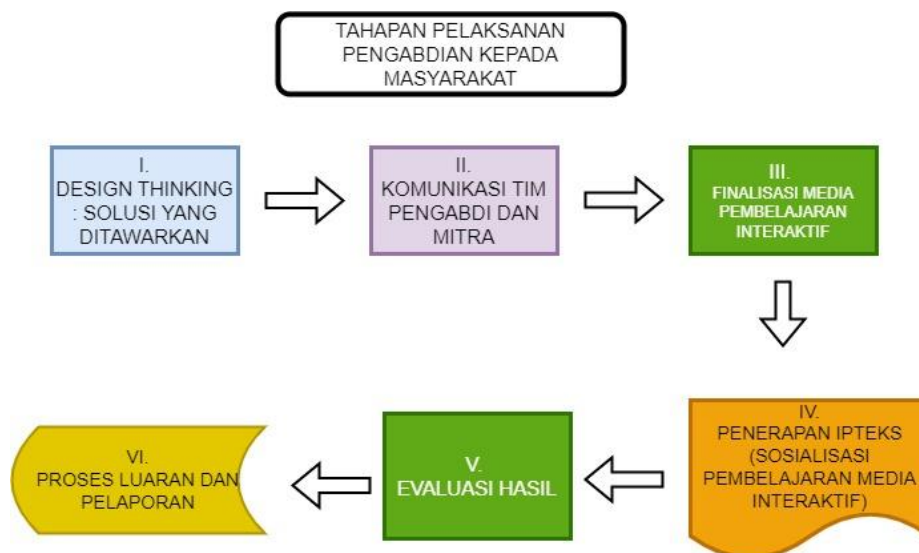 TAHAPAN PELAKSANAN
PENGABDIAN KEPADA
MASYARAKAT
I.
DESIGN THINKING
: SOLUSI YANG
DITAWARKAN
II.
KOMUNIKASI TIM
PENGABDI DAN
MITRA
III.
FINALISASI MEDIA
PEMBELAJARAN
INTERAKTIF
IV.
PENERAPAN IPTEKS
(SOSIALISASI
PEMBELAJARAN MEDIA
INTERAKTIF)
V.
EVALUASI HASIL
VI.
PROSES LUARAN DAN
PELAPORAN